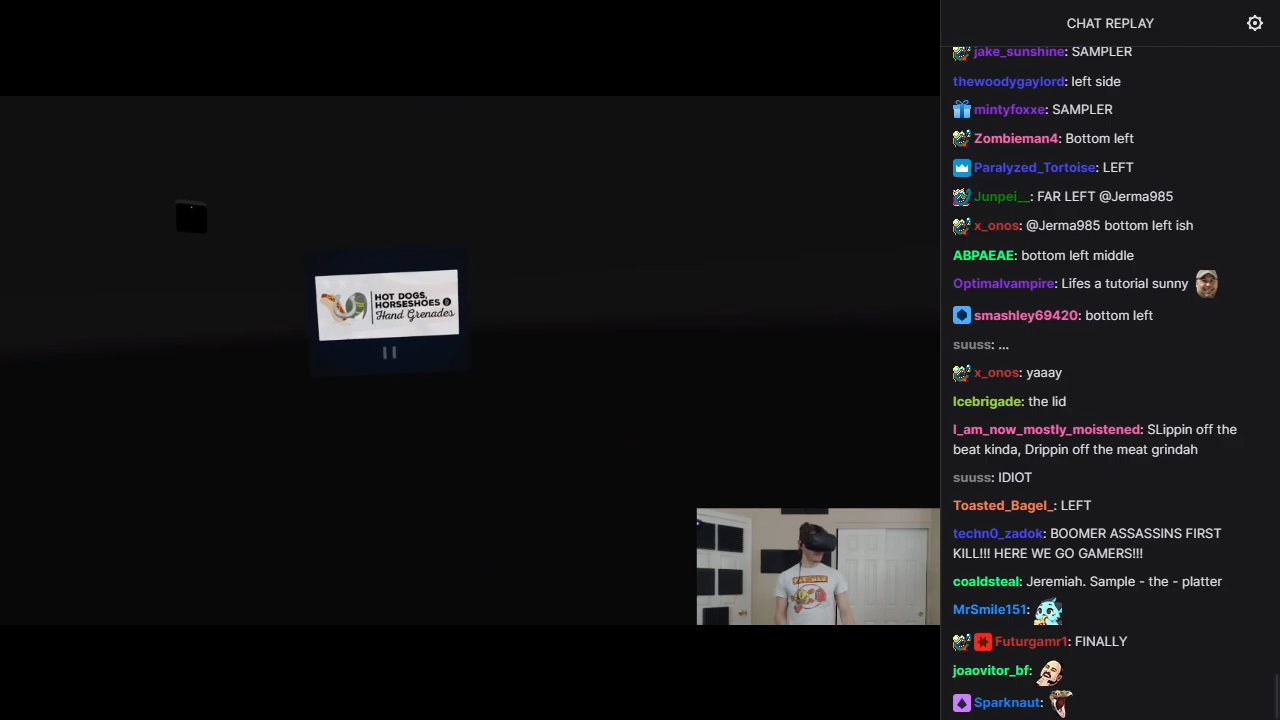 HOT DOGS,
HORSESHOES &
Hand Grenades
CHAT REPLAY
jake_sunshine: SAMPLER
thewoodygaylord: left side
mintyfoxxe: SAMPLER
Zombieman4: Bottom left
Paralyzed_Tortoise: LEFT
Junpei__: FAR LEFT @Jerma985
x_onos: @Jerma985 bottom left ish
ABPAEAE: bottom left middle
Optimalvampire: Lifes a tutorial sunny
smashley69420: bottom left
suuss: ...
x_onos: yaaay
Icebrigade: the lid
I_am_now_mostly_moistened: SLippin off the
beat kinda, Drippin off the meat grindah
suuss: IDIOT
Toasted_Bagel_: LEFT
techn0_zadok: BOOMER ASSASSINS FIRST
KILL!!! HERE WE GO GAMERS!!!
coaldsteal: Jeremiah. Sample - the - platter
MrSmile151:
Futurgamr1: FINALLY
joaovitor_bf:
Sparknaut: